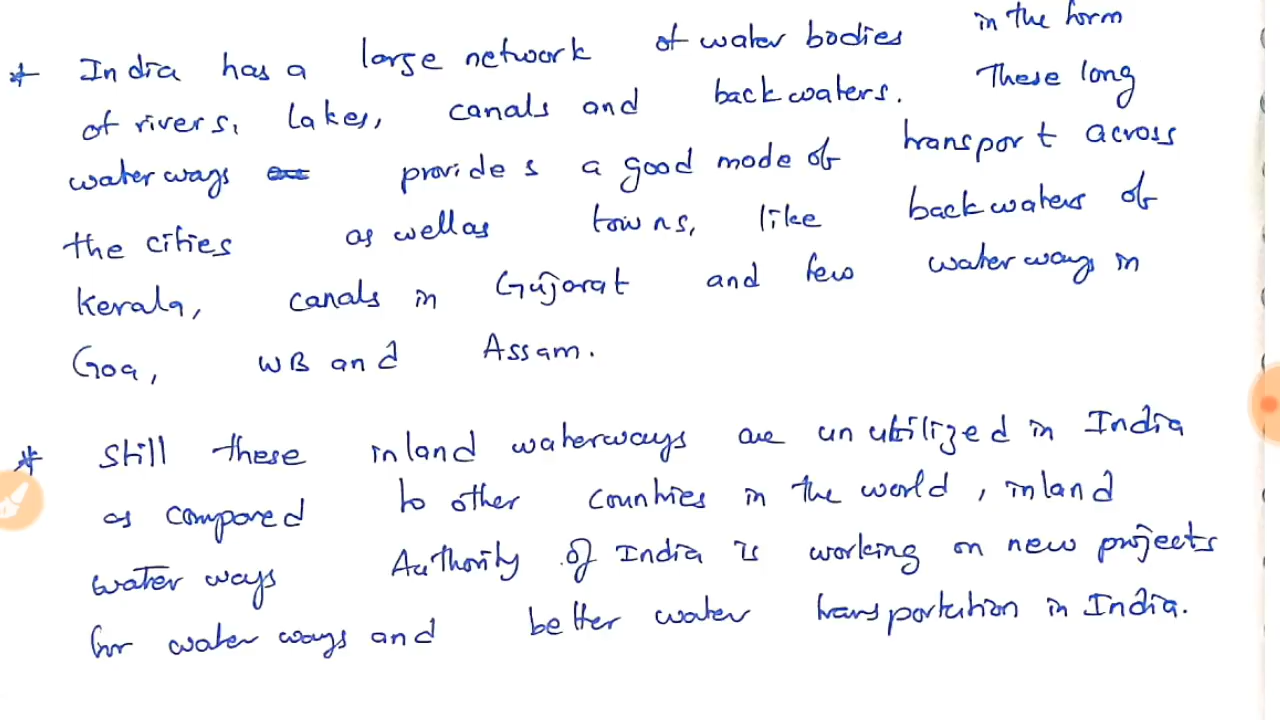 * India has a large network of water bodies in the form
of rivers, lakes, canals and backwaters. These long
water ways provides a good mode of transport across
the cities as well as towns, like backwaters of
Kerala, canals in Gujarat and few water ways in
Goa, WB and Assam.
* Still these inland waterways are unutilized in India
as compared to other countries in the world, inland
water ways Authority of India is working on new projects
for water ways and better water transportation in India.